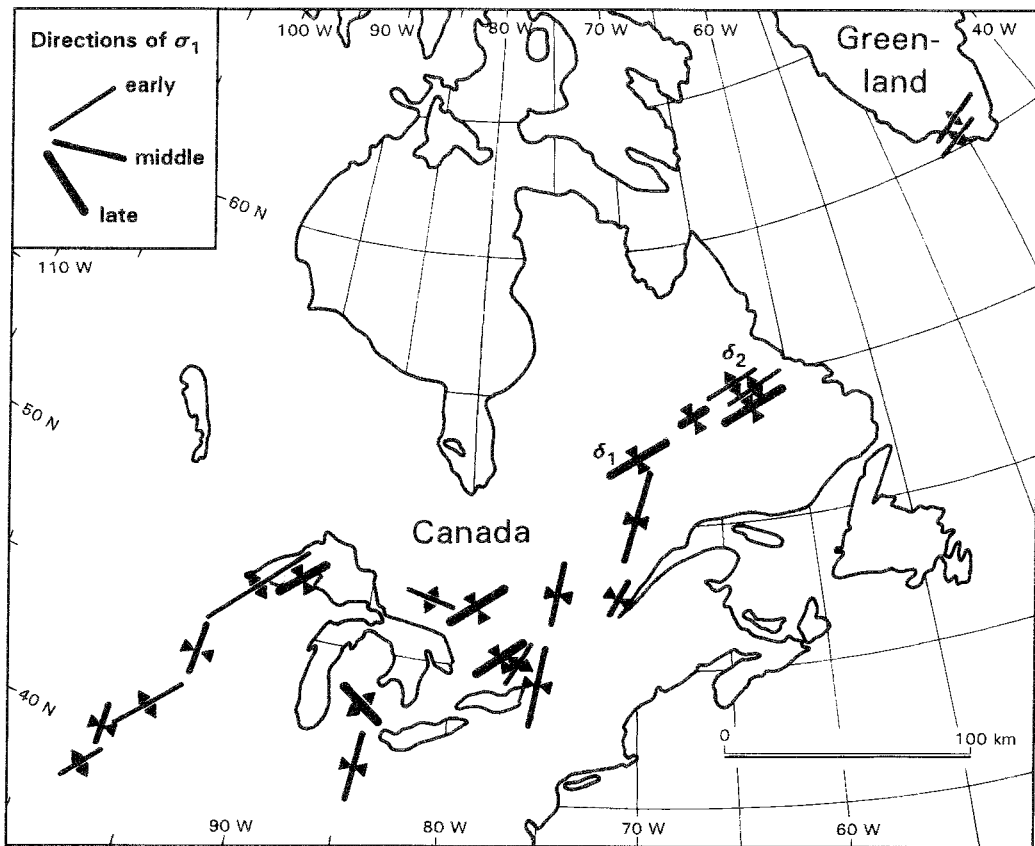 100 W 90 W 80 W 70 W 60 W 40 W
Directions of σ1
early
middle
late
Green-
land
60 N
110 W
50 N
δ2
δ1
Canada
40 N
0 100 km
90 W 80 W 70 W 60 W